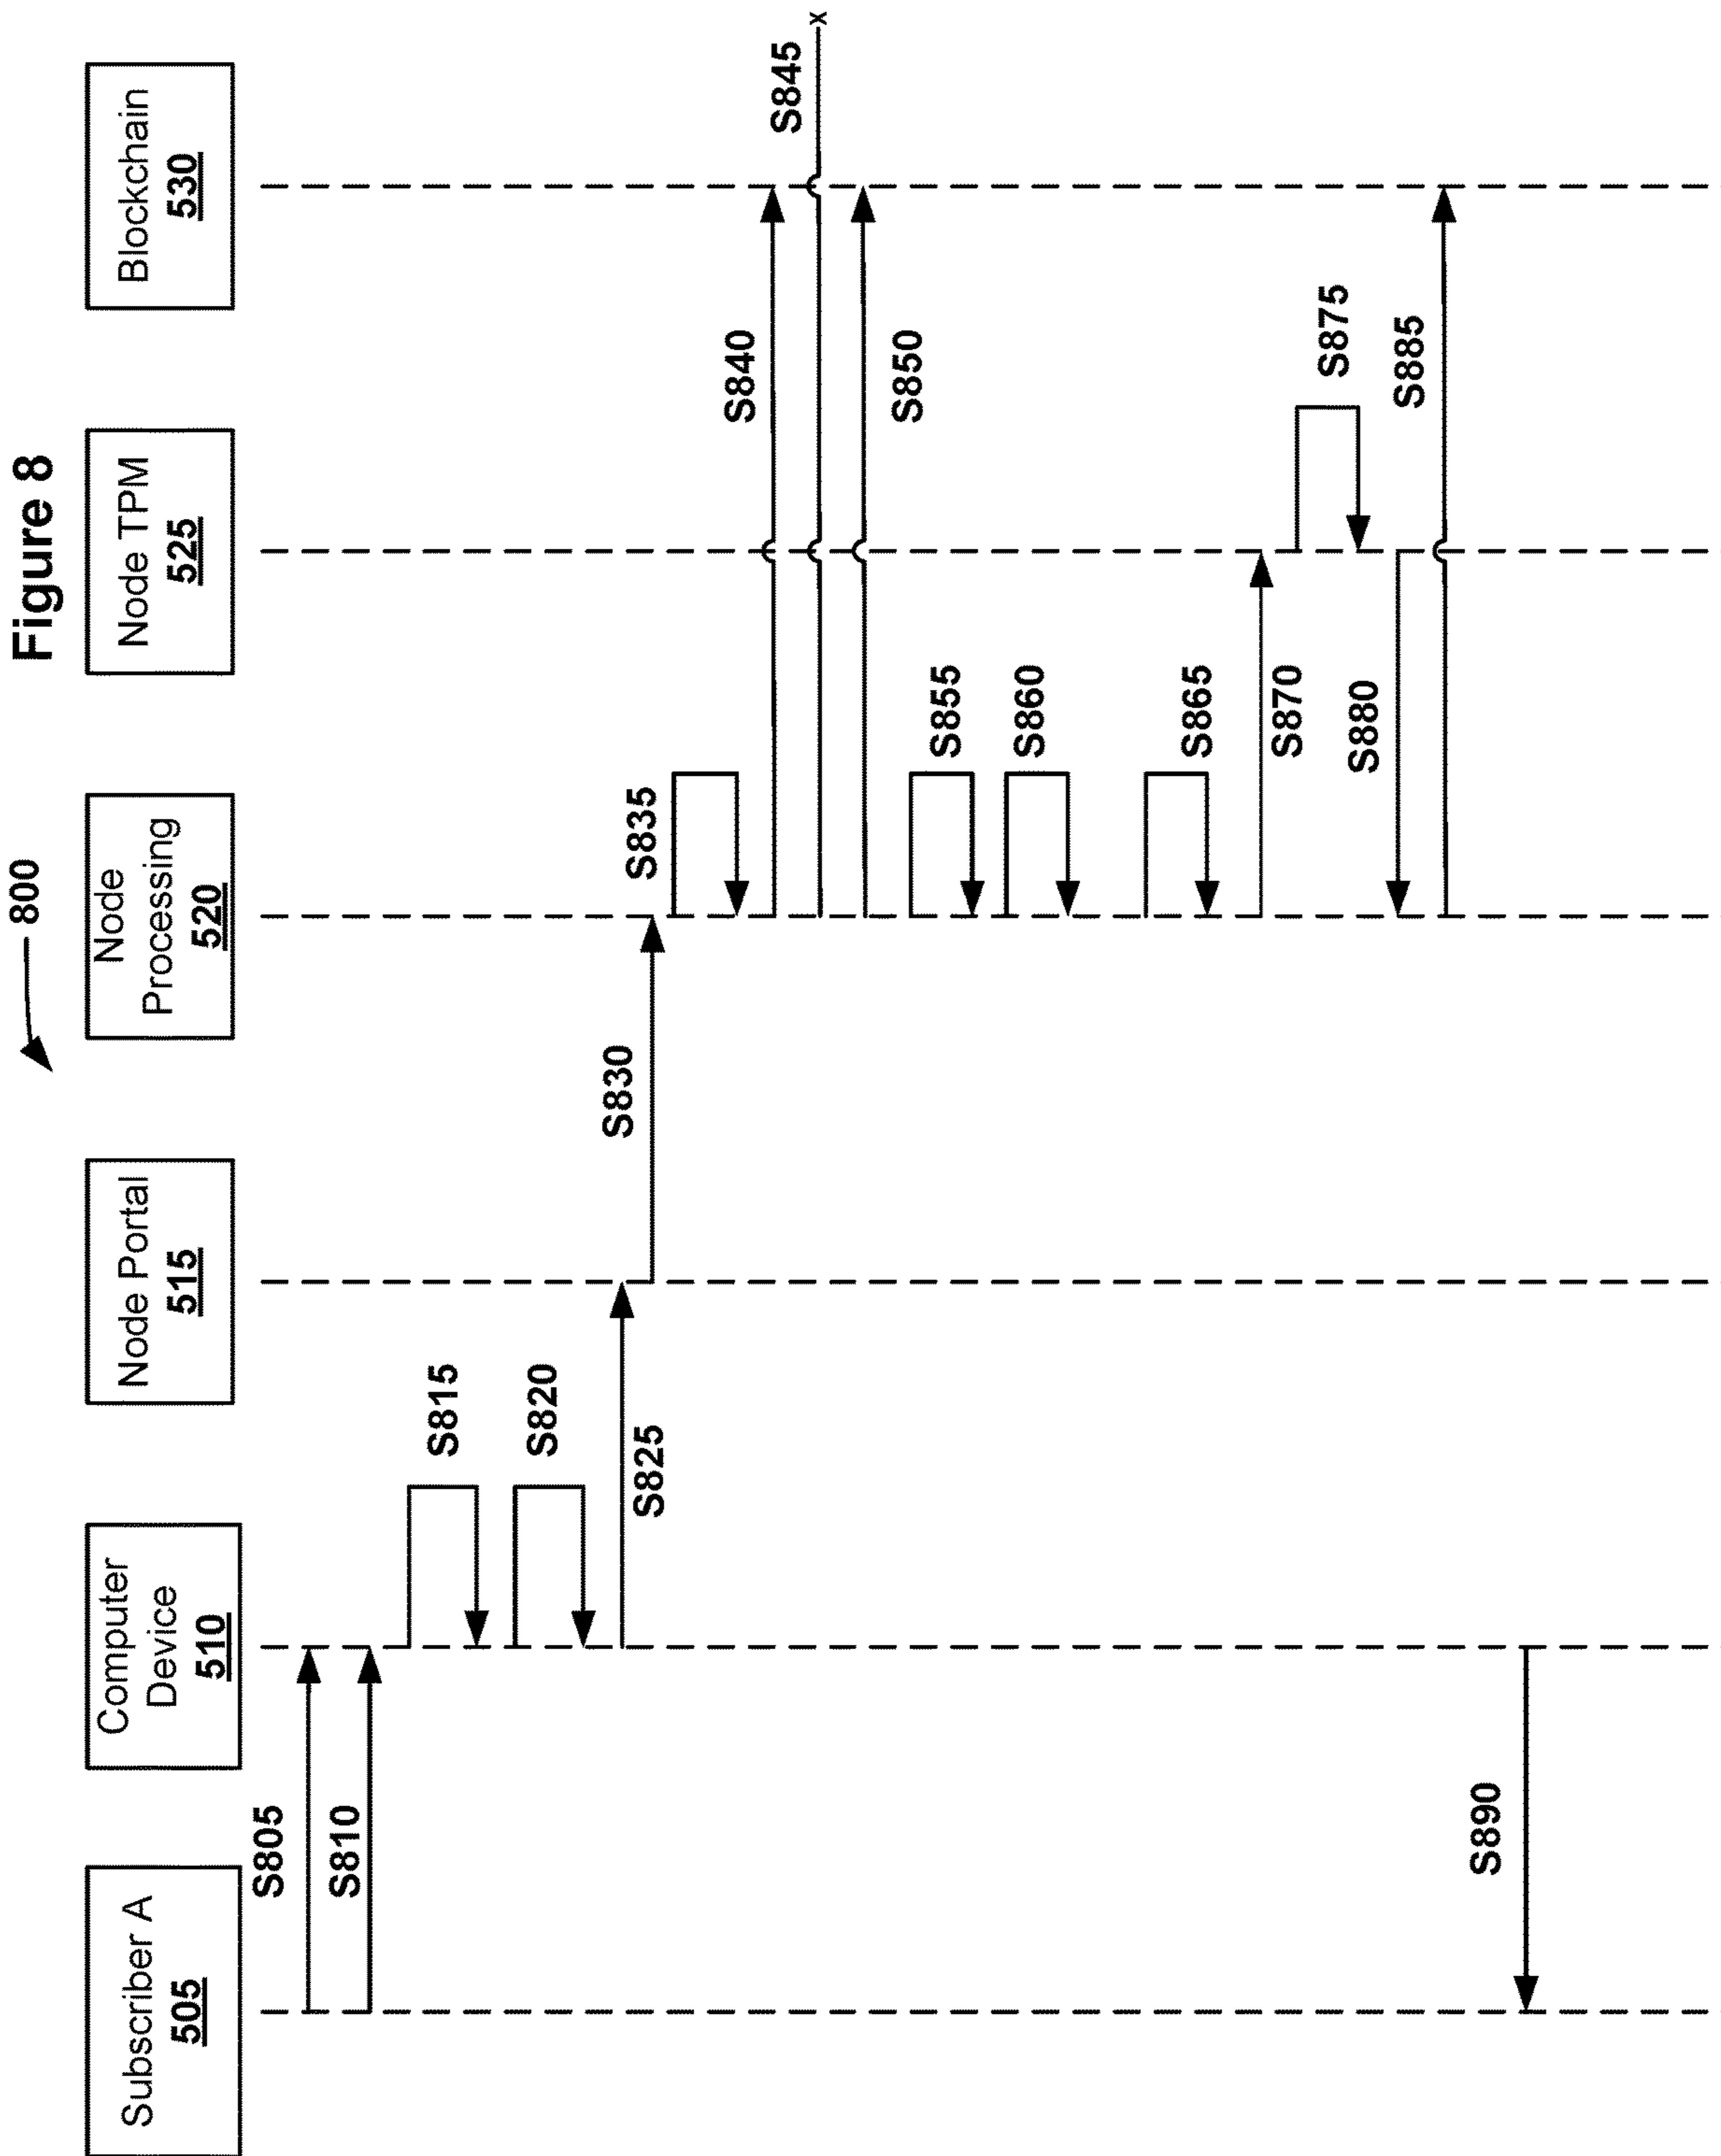 Figure 8
800
Subscriber A
505
Computer
Device
510
Node Portal
515
Node
Processing
520
Node TPM
525
Blockchain
530
S805
S810
S815
S820
S825
S830
S835
S840
S845
x
S850
S855
S860
S865
S870
S875
S880
S885
S890